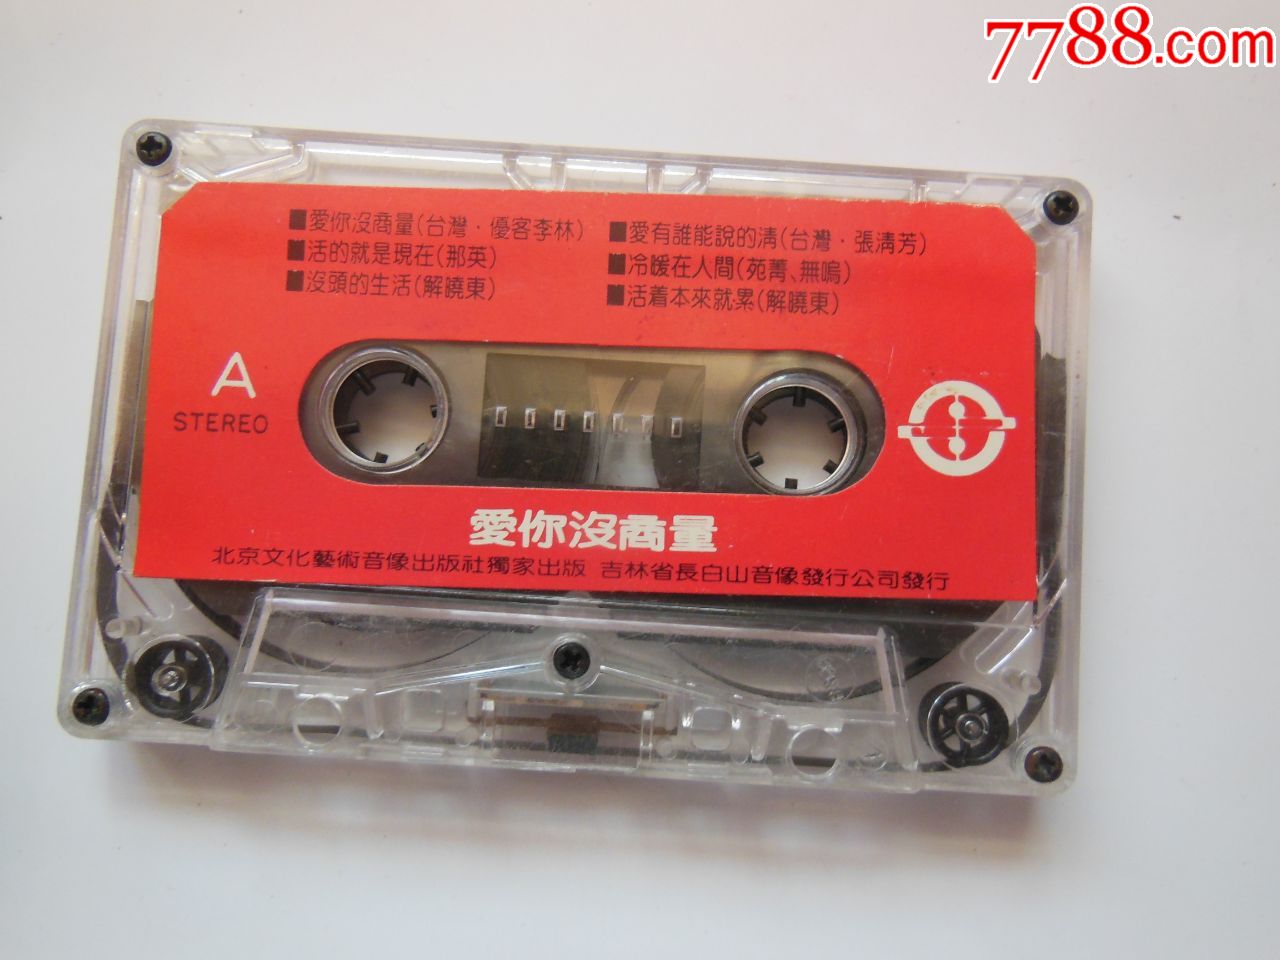 7788.com
■愛你沒商量(台灣·優客李林)
■活的就是現在(那英)
■沒頭的生活(解曉東)
■愛有誰能說的清(台灣·張清芳)
■冷暖在人間(苑菁、無嗚)
■活着本來就累(解曉東)
A
STEREO
愛你沒商量
北京文化藝術音像出版社獨家出版 吉林省長白山音像發行公司發行